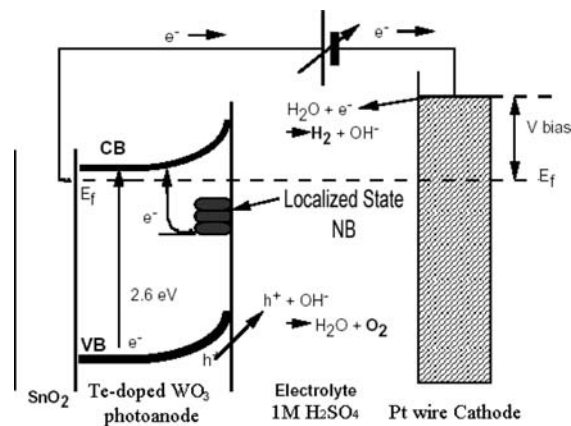 e⁻
e⁻
H₂O + e⁻
H₂ + OH⁻
V bias
CB
E_f
E_f
Localized State
NB
e⁻
2.6 eV
h⁺ + OH⁻
H₂O + O₂
VB
e⁻
h⁺
SnO₂
Te-doped WO₃
photoanode
Electrolyte
1M H₂SO₄
Pt wire Cathode